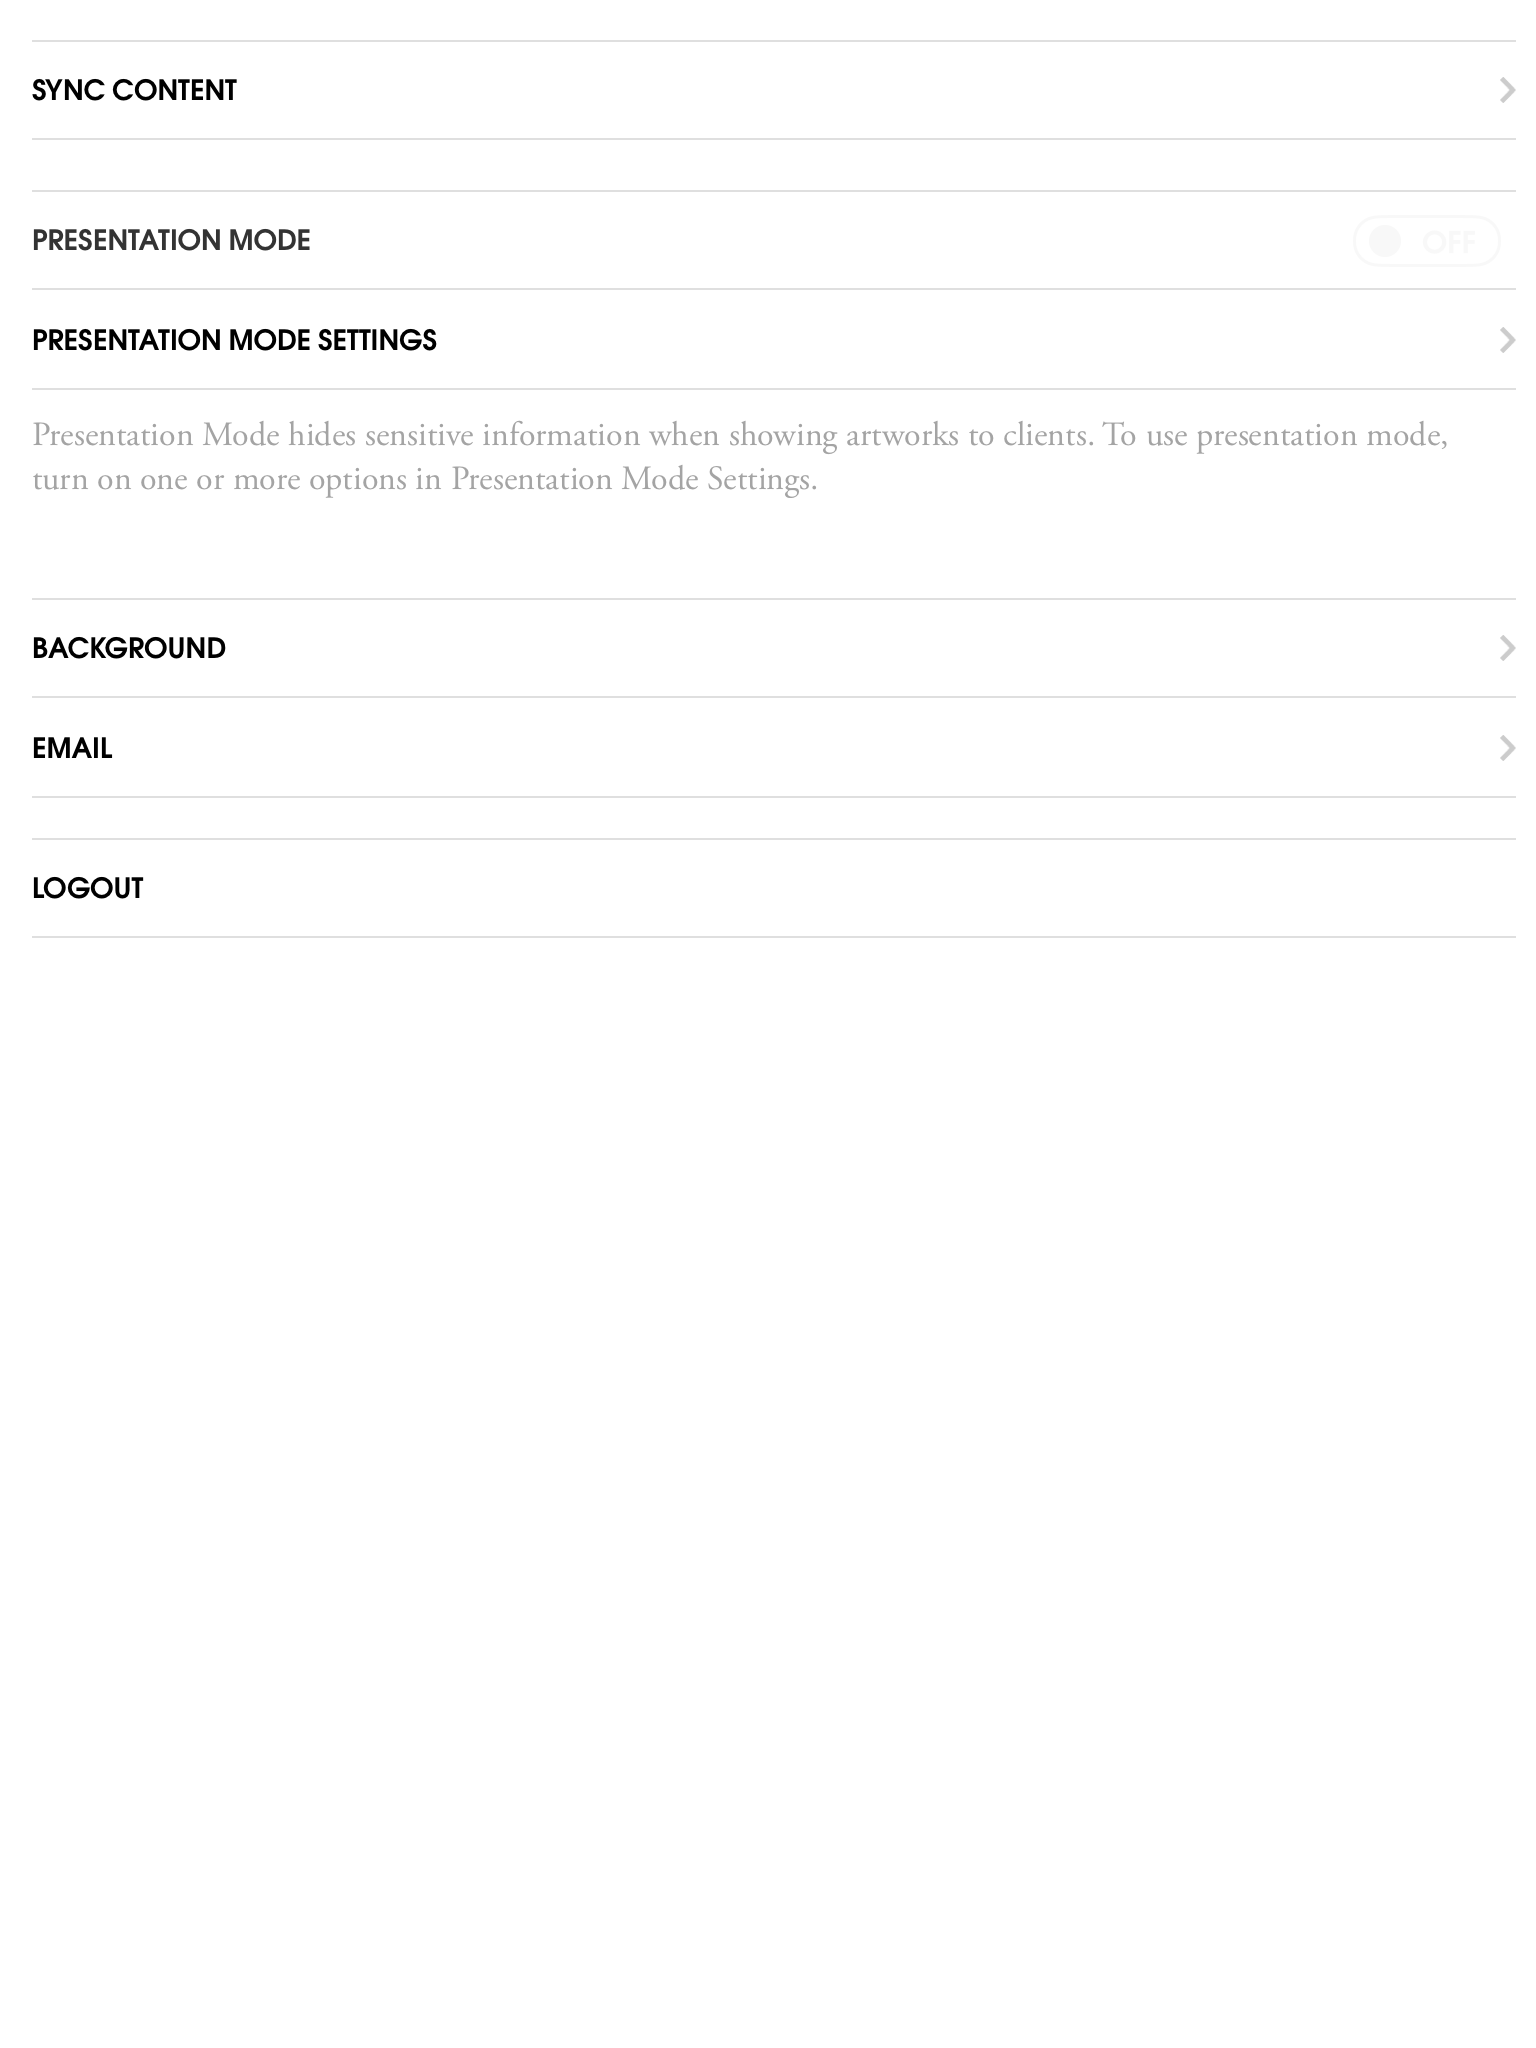 SYNC CONTENT
PRESENTATION MODE
OFF
PRESENTATION MODE SETTINGS
Presentation Mode hides sensitive information when showing artworks to clients. To use presentation mode,
turn on one or more options in Presentation Mode Settings.
BACKGROUND
EMAIL
LOGOUT